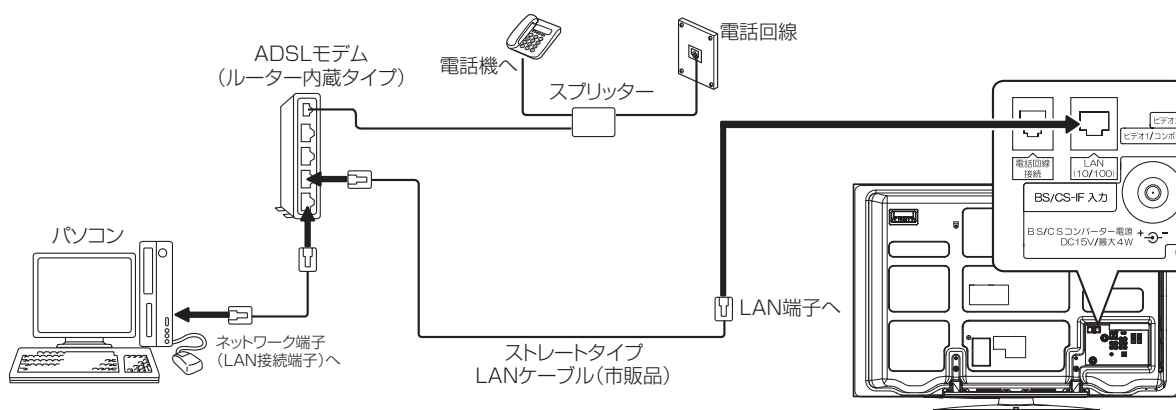 電話回線
ADSLモデム
（ルーター内蔵タイプ）
電話機へ
スプリッター
電話回線
接続
LAN
(10/100)
ビデオ1/コンポ
BS/CS-IF 入力
BS/CSコンバーター電源
DC15V/最大4W
パソコン
LAN端子へ
ネットワーク端子
（LAN接続端子）へ
ストレートタイプ
LANケーブル（市販品）